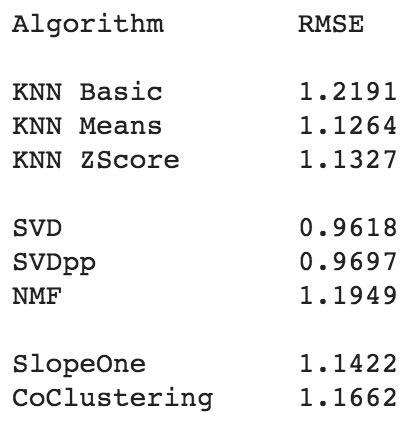 Algorithm RMSE
KNN Basic 1.2191
KNN Means 1.1264
KNN ZScore 1.1327
SVD 0.9618
SVDpp 0.9697
NMF 1.1949
SlopeOne 1.1422
CoClustering 1.1662